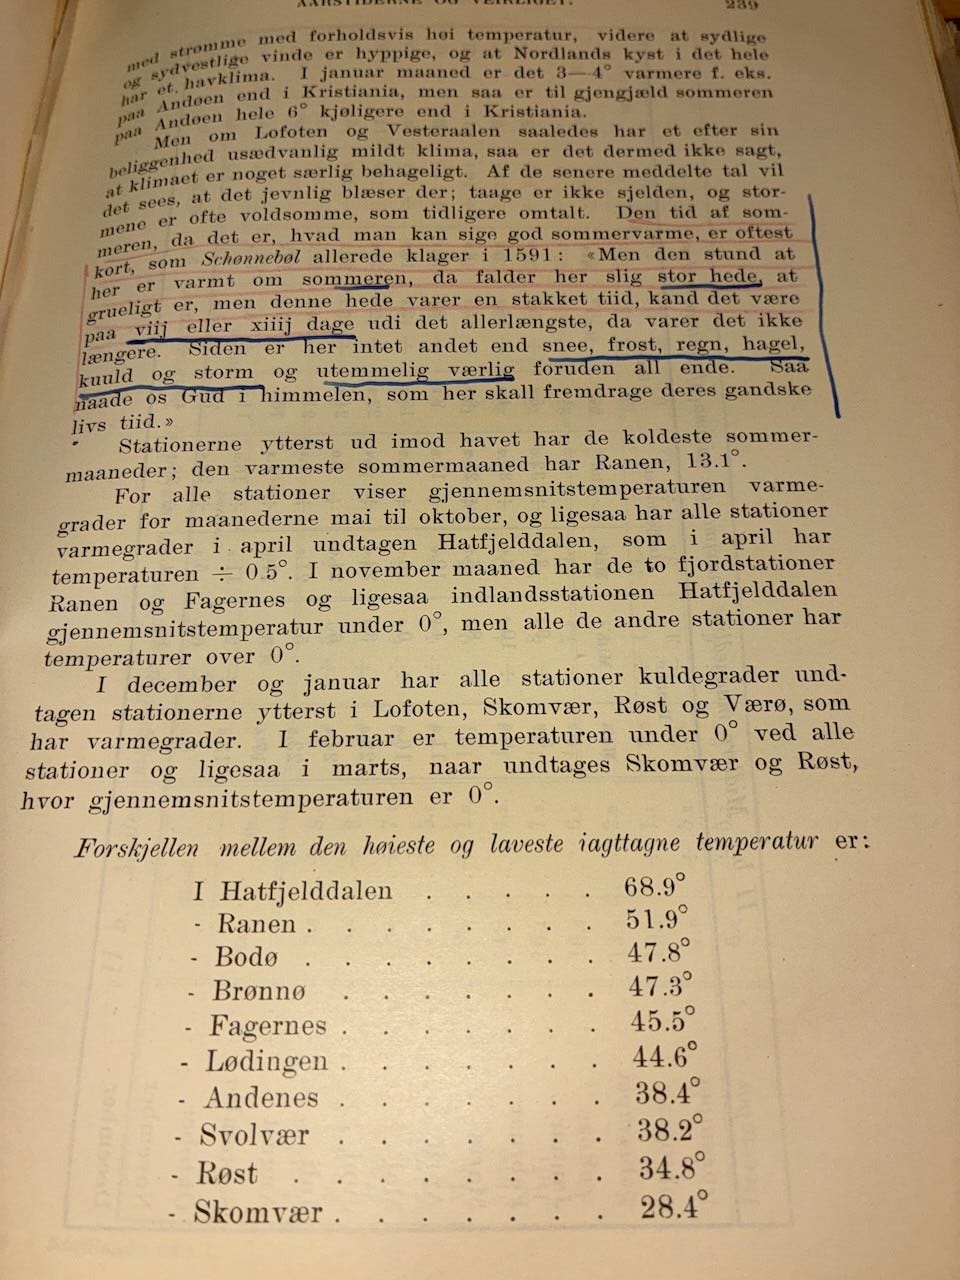 AARSTIDERNE OG VEIRLIGET. 239
med strømme med forholdsvis høi temperatur, videre at sydlige
og sydvestlige vinde er hyppige, og at Nordlands kyst i det hele
har et havklima. I januar maaned er det 3—4° varmere f. eks.
paa Andøen end i Kristiania, men saa er til gjengjæld sommeren
paa Andøen hele 6° kjøligere end i Kristiania.
Men om Lofoten og Vesteraalen saaledes har et efter sin
beliggenhed usædvanlig mildt klima, saa er det dermed ikke sagt,
at klimaet er noget særlig behageligt. Af de senere meddelte tal vil
det sees, at det jevnlig blæser der; taage er ikke sjelden, og stor-
mene er ofte voldsomme, som tidligere omtalt. Den tid af som-
meren, da det er, hvad man kan sige god sommervarme, er oftest
kort, som Schønnebøl allerede klager i 1591: «Men den stund at
her er varmt om sommeren, da falder her slig stor hede, at
grueligt er, men denne hede varer en stakket tiid, kand det være
paa viij eller xiiij dage udi det allerlængste, da varer det ikke
længere. Siden er her intet andet end snee, frost, regn, hagel,
kuuld og storm og utemmelig værlig foruden all ende. Saa
naade os Gud i himmelen, som her skall fremdrage deres gandske
livs tiid.»
Stationerne ytterst ud imod havet har de koldeste sommer-
maaneder; den varmeste sommermaaned har Ranen, 13.1°.
For alle stationer viser gjennemsnitstemperaturen varme-
grader for maanederne mai til oktober, og ligesaa har alle stationer
varmegrader i april undtagen Hatfjelddalen, som i april har
temperaturen ÷ 0.5°. I november maaned har de to fjordstationer
Ranen og Fagernes og ligesaa indlandsstationen Hatfjelddalen
gjennemsnitstemperatur under 0°, men alle de andre stationer har
temperaturer over 0°.
I december og januar har alle stationer kuldegrader und-
tagen stationerne ytterst i Lofoten, Skomvær, Røst og Værø, som
har varmegrader. I februar er temperaturen under 0° ved alle
stationer og ligesaa i marts, naar undtages Skomvær og Røst,
hvor gjennemsnitstemperaturen er 0°.
Forskjellen mellem den høieste og laveste iagttagne temperatur er:
I Hatfjelddalen . . . . . 68.9°
- Ranen . . . . . . . . 51.9°
- Bodø . . . . . . . . 47.8°
- Brønnø . . . . . . . 47.3°
- Fagernes . . . . . . . 45.5°
- Lødingen . . . . . . . 44.6°
- Andenes . . . . . . . 38.4°
- Svolvær . . . . . . . 38.2°
- Røst . . . . . . . . 34.8°
- Skomvær . . . . . . . 28.4°